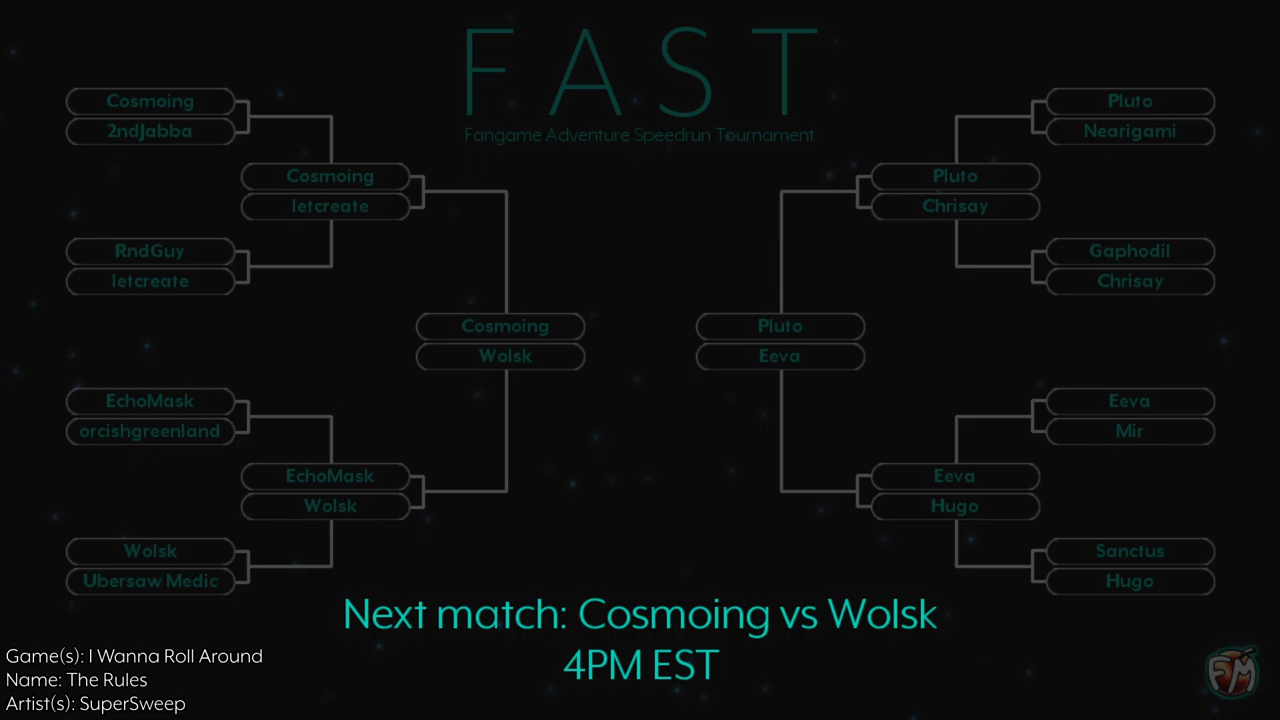 FAST
Fangame Adventure Speedrun Tournament
Cosmoing
2ndJabba
Cosmoing
letcreate
RndGuy
letcreate
Cosmoing
Wolsk
EchoMask
orcishgreenland
EchoMask
Wolsk
Wolsk
Ubersaw Medic
Pluto
Nearigami
Pluto
Chrisay
Gaphodil
Chrisay
Pluto
Eeva
Eeva
Mir
Eeva
Hugo
Sanctus
Hugo
Next match: Cosmoing vs Wolsk
4PM EST
Game(s): I Wanna Roll Around
Name: The Rules
Artist(s): SuperSweep
FM